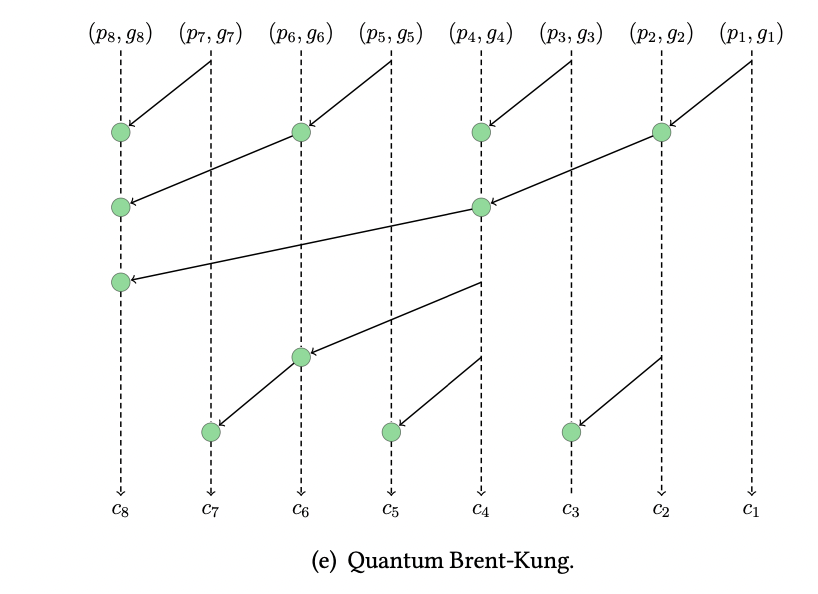 (p₈, g₈) (p₇, g₇) (p₆, g₆) (p₅, g₅) (p₄, g₄) (p₃, g₃) (p₂, g₂) (p₁, g₁)
c₈ c₇ c₆ c₅ c₄ c₃ c₂ c₁
(e) Quantum Brent-Kung.